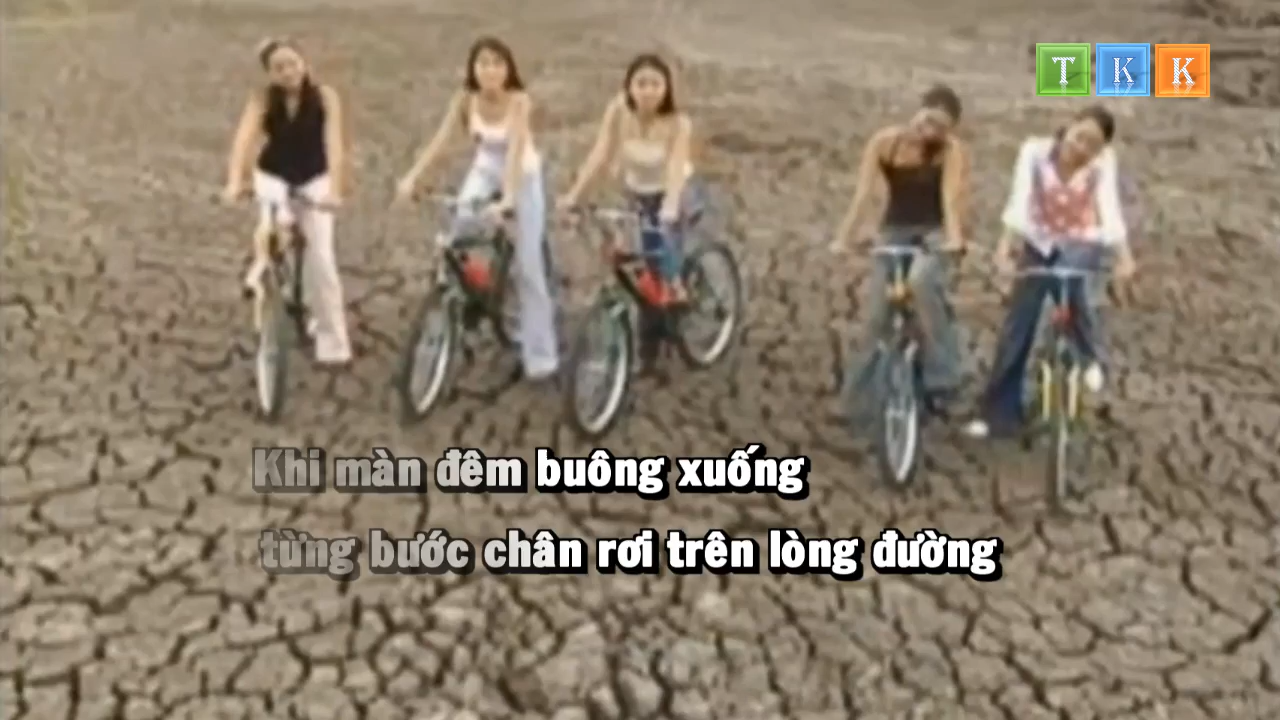 TKK
Khi màn đêm buông xuống
từng bước chân rơi trên lòng đường